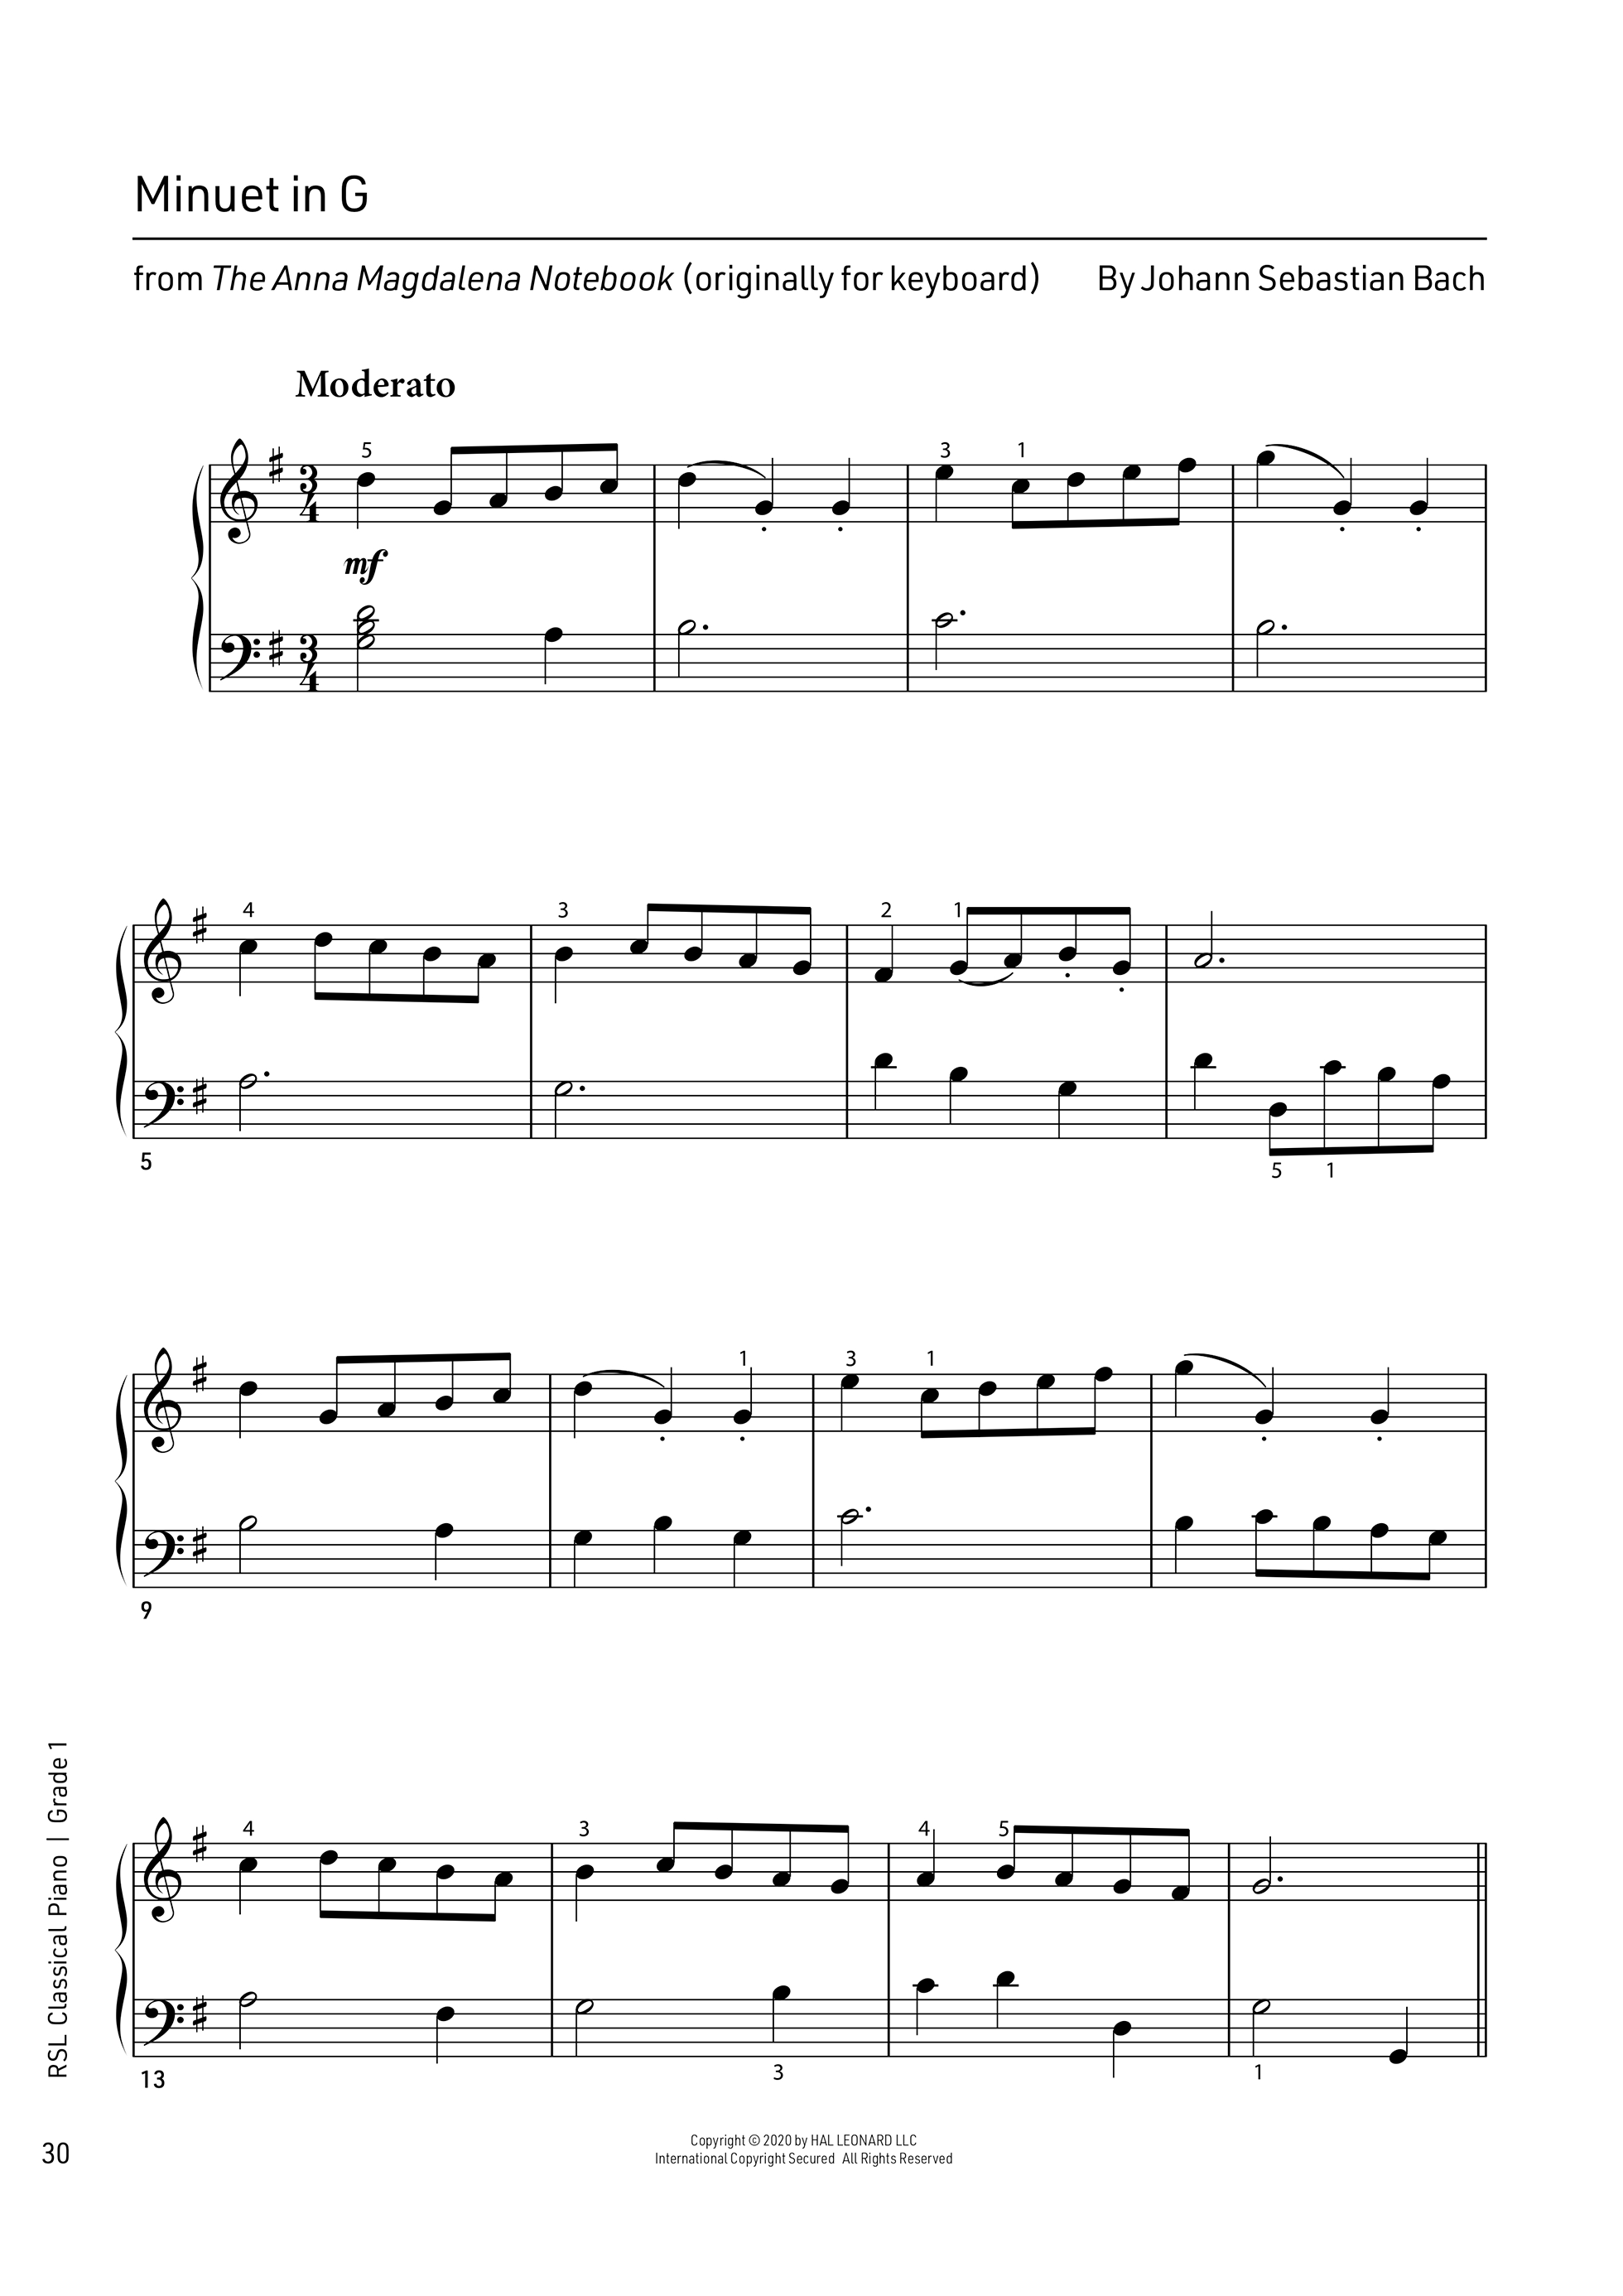 Minuet in G
from The Anna Magdalena Notebook (originally for keyboard) By Johann Sebastian Bach
Moderato
5 3 1
3 4
mf
3 4
4 3 2 1
5 5 1
1 3 1
9
4 3 4 5
13 3 1
RSL Classical Piano | Grade 1
30
Copyright © 2020 by HAL LEONARD LLC
International Copyright Secured All Rights Reserved